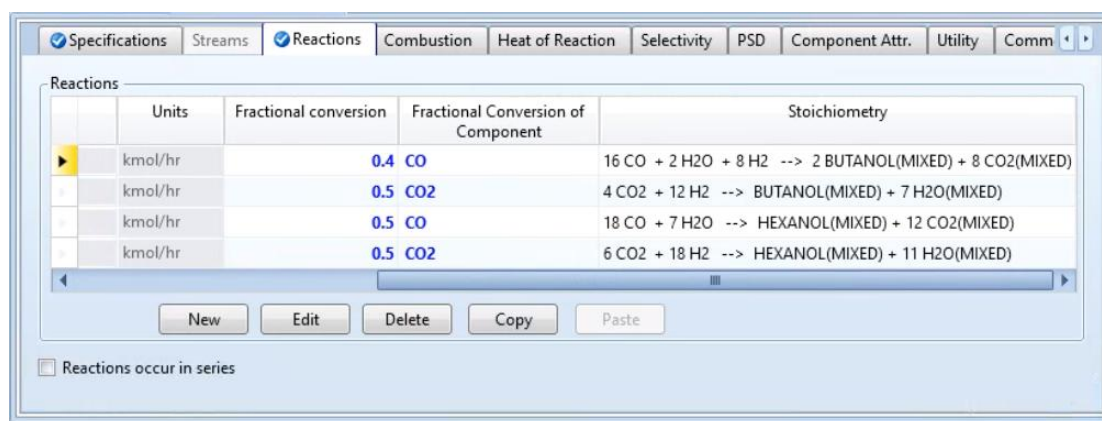 Specifications Streams Reactions Combustion Heat of Reaction Selectivity PSD Component Attr. Utility Comm
Reactions
Units Fractional conversion Fractional Conversion of Component Stoichiometry
kmol/hr 0.4 CO 16 CO + 2 H2O + 8 H2 --> 2 BUTANOL(MIXED) + 8 CO2(MIXED)
kmol/hr 0.5 CO2 4 CO2 + 12 H2 --> BUTANOL(MIXED) + 7 H2O(MIXED)
kmol/hr 0.5 CO 18 CO + 7 H2O --> HEXANOL(MIXED) + 12 CO2(MIXED)
kmol/hr 0.5 CO2 6 CO2 + 18 H2 --> HEXANOL(MIXED) + 11 H2O(MIXED)
New Edit Delete Copy Paste
Reactions occur in series